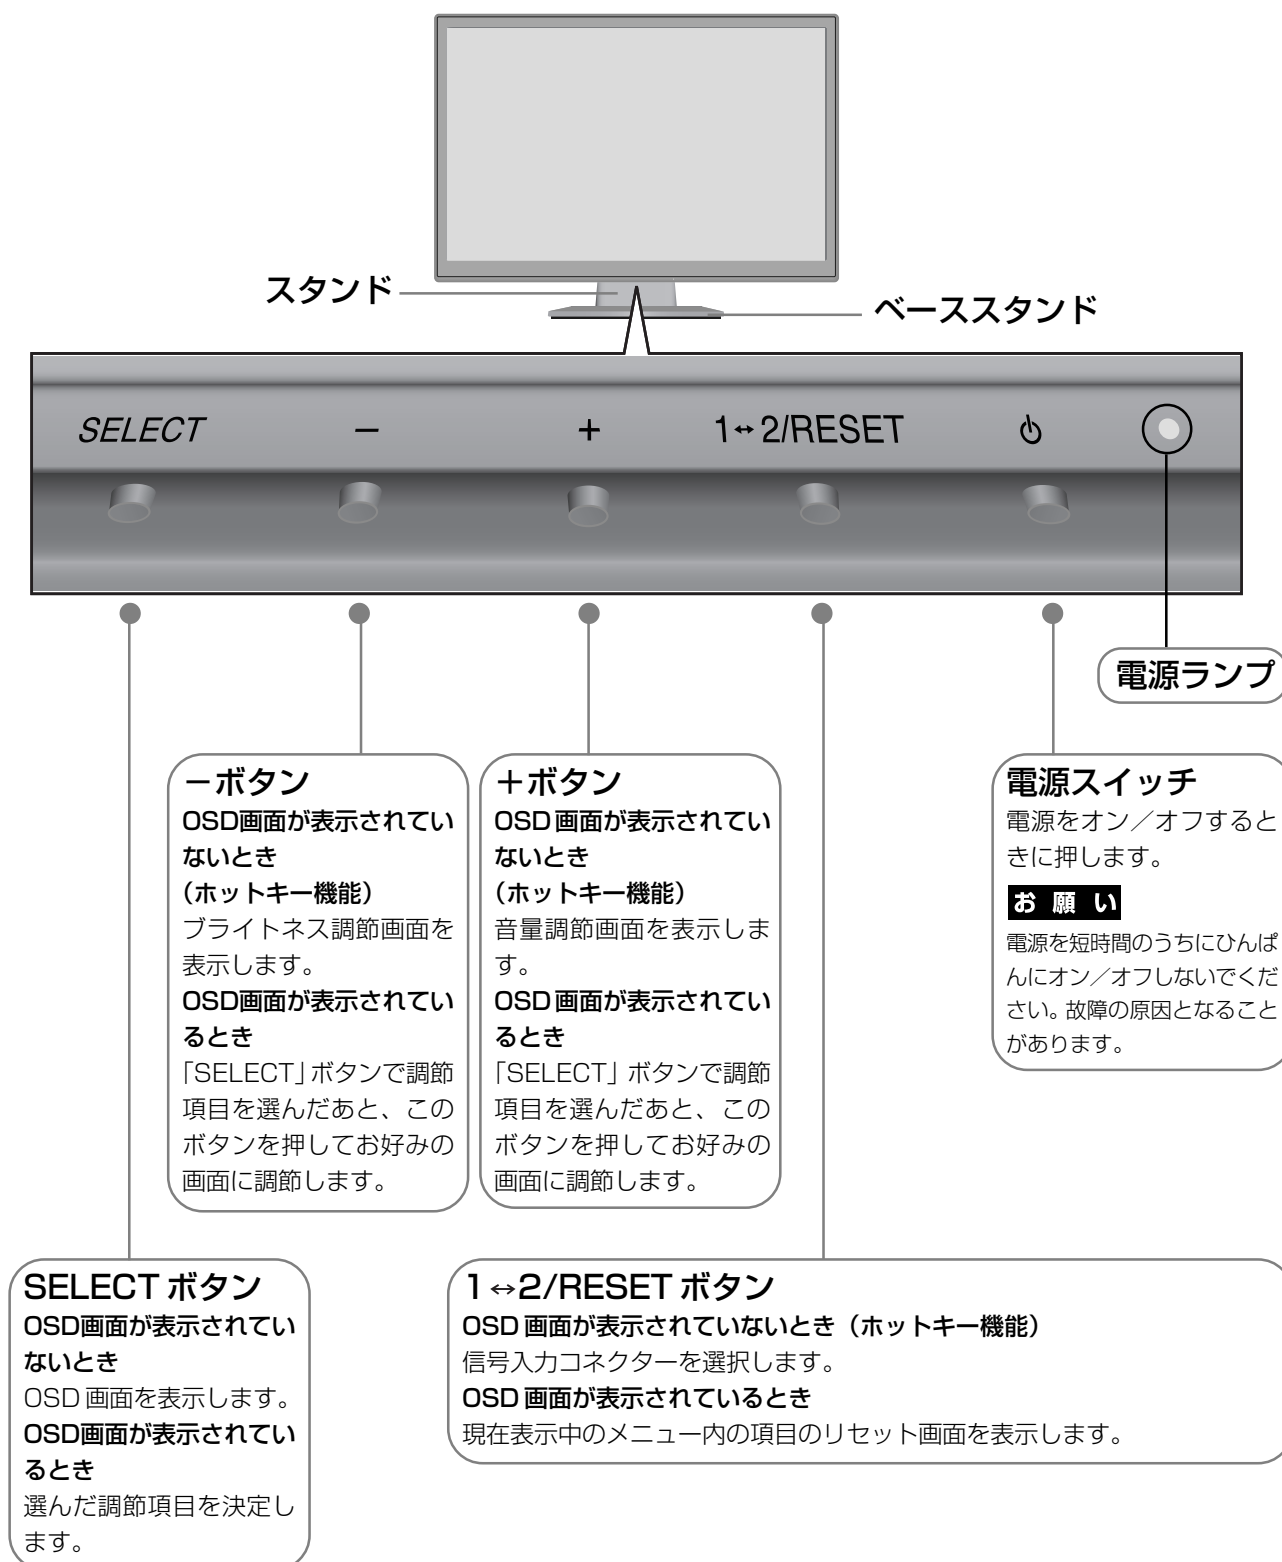 スタンド
ベーススタンド
SELECT
−
+
1↔2/RESET
電源ランプ
−ボタン
OSD画面が表示されてい
ないとき
（ホットキー機能）
ブライトネス調節画面を
表示します。
OSD画面が表示されてい
るとき
「SELECT」ボタンで調節
項目を選んだあと、この
ボタンを押してお好みの
画面に調節します。
＋ボタン
OSD画面が表示されてい
ないとき
（ホットキー機能）
音量調節画面を表示しま
す。
OSD画面が表示されてい
るとき
「SELECT」ボタンで調節
項目を選んだあと、この
ボタンを押してお好みの
画面に調節します。
電源スイッチ
電源をオン／オフすると
きに押します。
お願い
電源を短時間のうちにひんぱ
んにオン／オフしないでくだ
さい。故障の原因となること
があります。
SELECT ボタン
OSD画面が表示されてい
ないとき
OSD 画面を表示します。
OSD画面が表示されてい
るとき
選んだ調節項目を決定し
ます。
1↔2/RESET ボタン
OSD 画面が表示されていないとき（ホットキー機能）
信号入力コネクターを選択します。
OSD 画面が表示されているとき
現在表示中のメニュー内の項目のリセット画面を表示します。